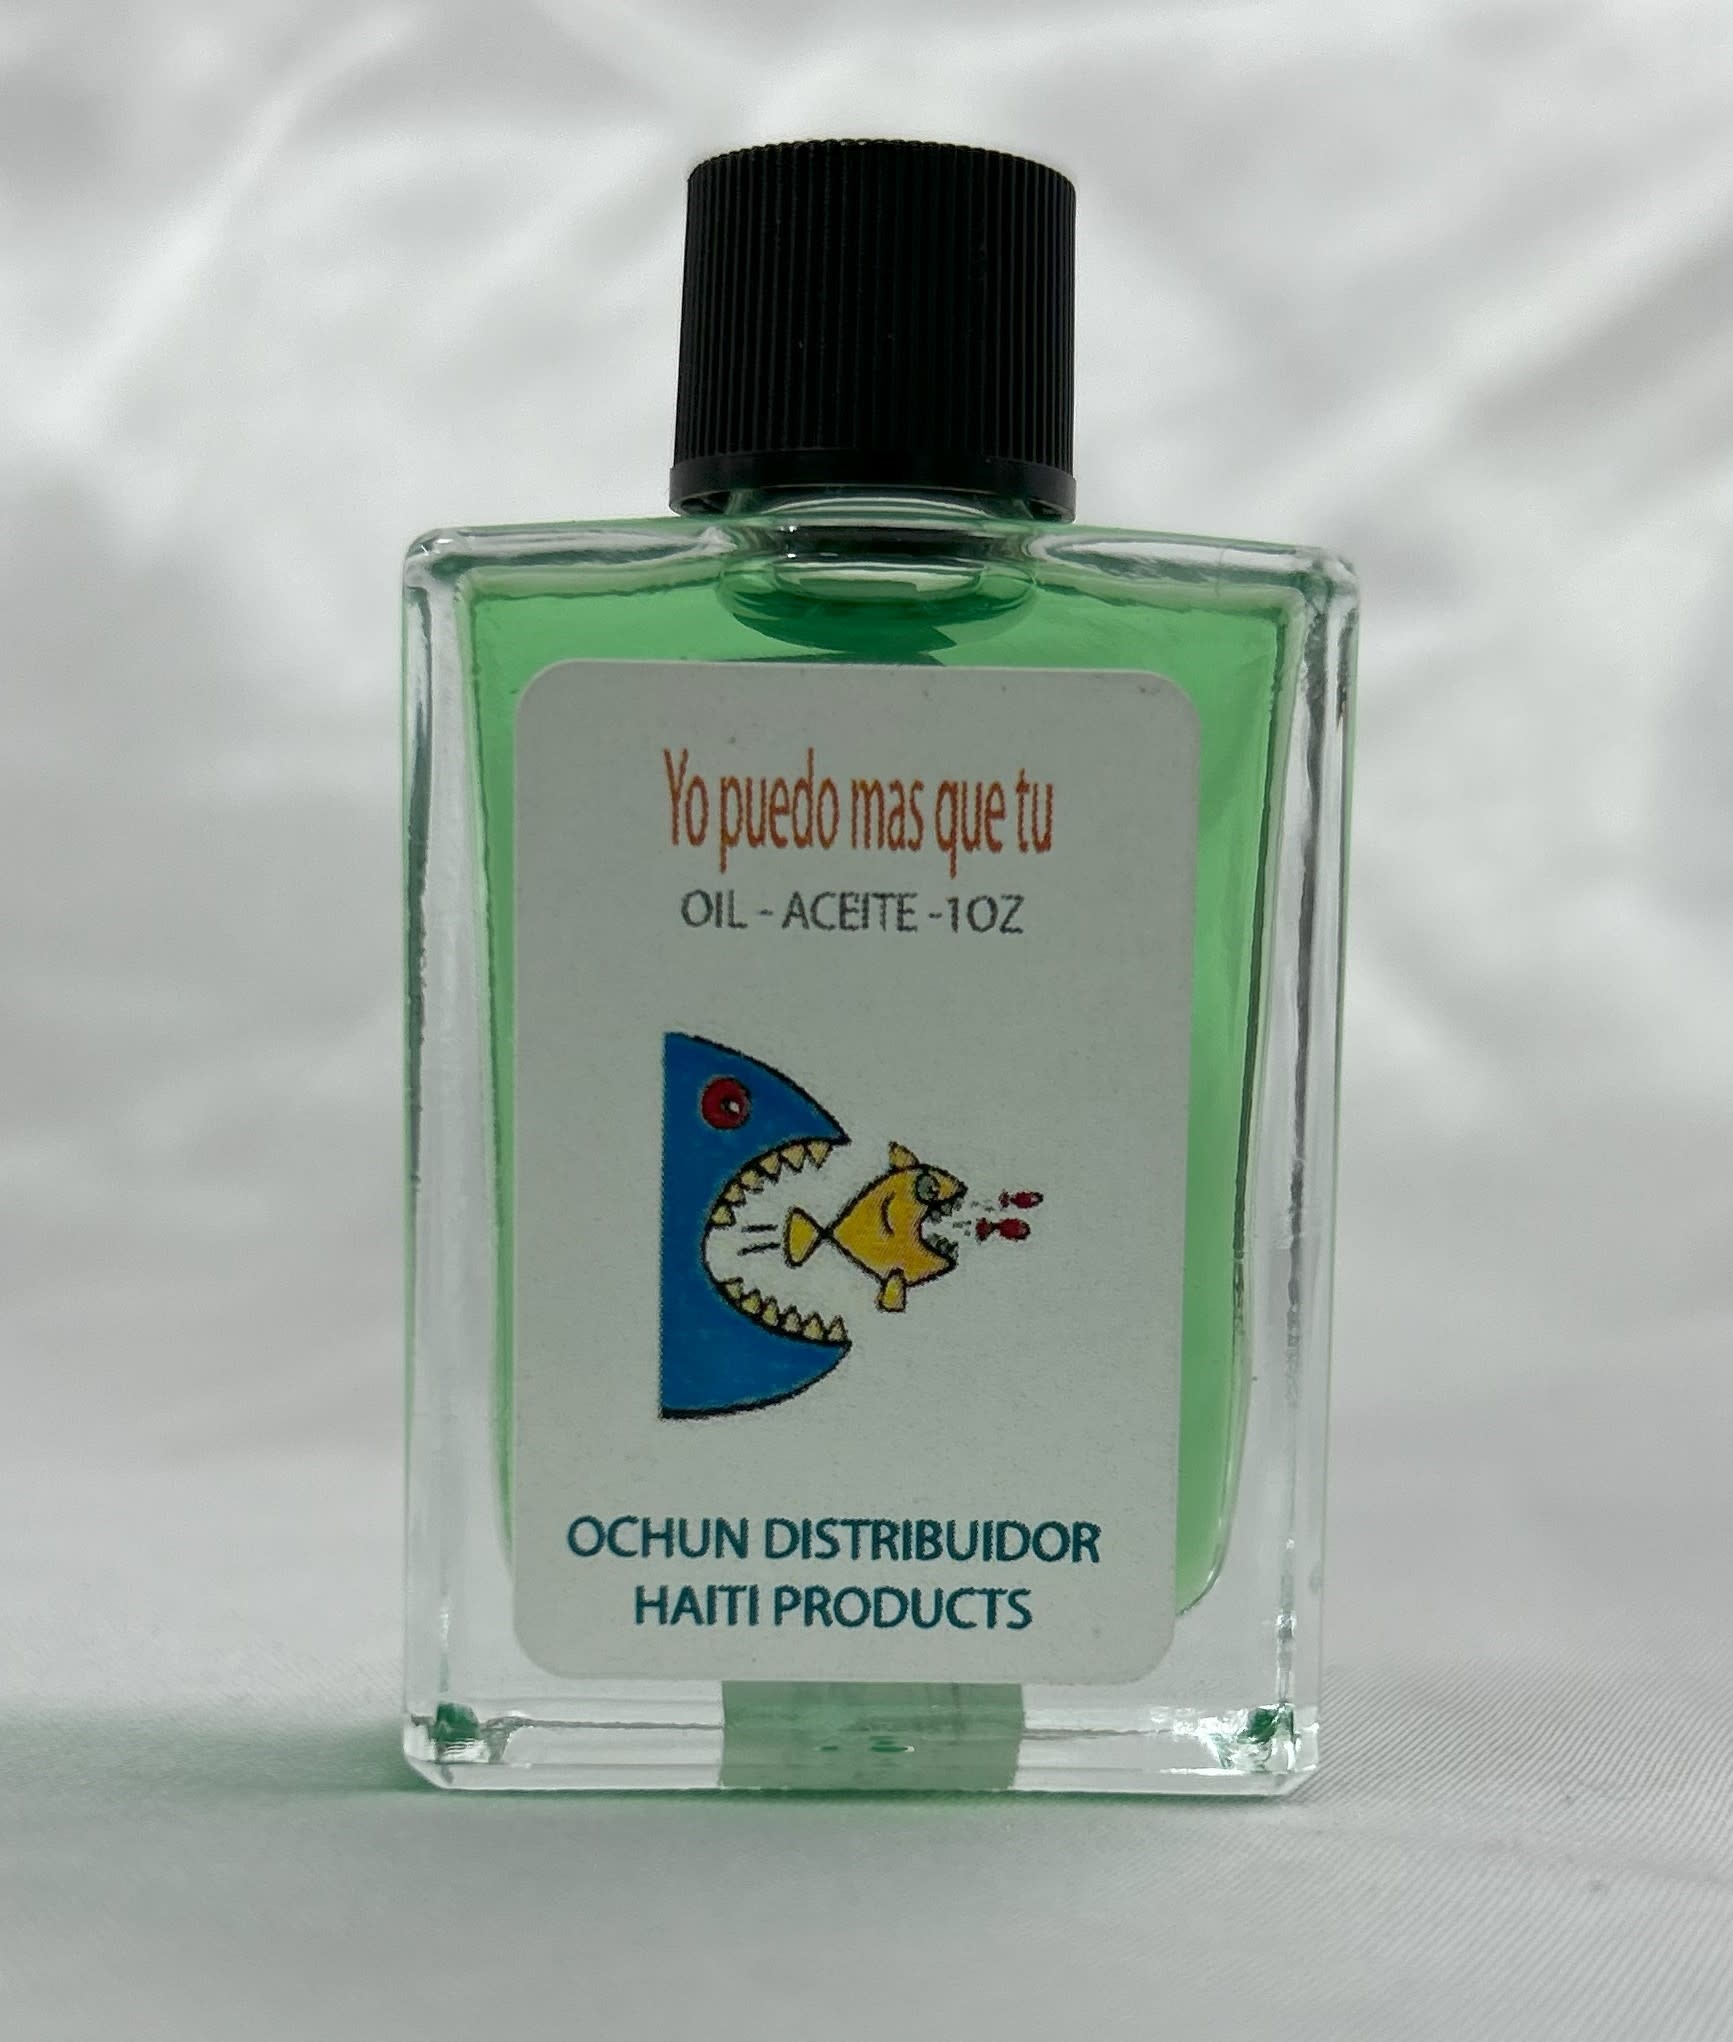 Yo puedo mas que tu
OIL - ACEITE -1OZ
OCHUN DISTRIBUIDOR
HAITI PRODUCTS